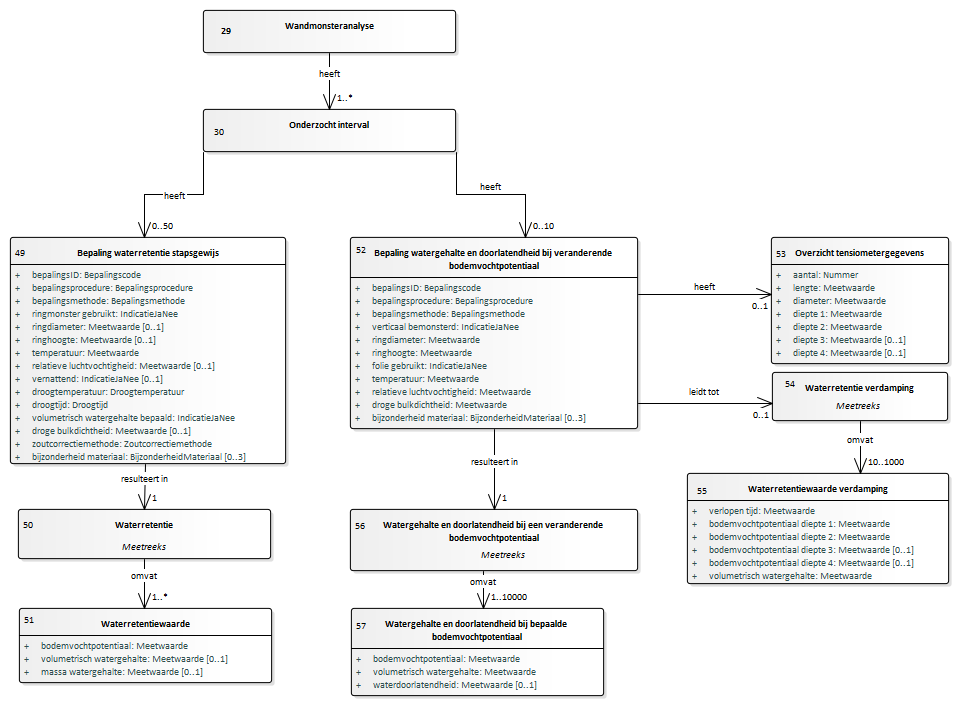 29
Wandmonsteranalyse
heeft
1..*
30
Onderzocht interval
heeft
0..50
heeft
0..10
49
Bepaling waterretentie stapsgewijs
+ bepalingsID: Bepalingscode
+ bepalingsprocedure: Bepalingsprocedure
+ bepalingsmethode: Bepalingsmethode
+ ringmonster gebruikt: IndicatieJaNee
+ ringdiameter: Meetwaarde [0..1]
+ ringhoogte: Meetwaarde [0..1]
+ temperatuur: Meetwaarde
+ relatieve luchtvochtigheid: Meetwaarde [0..1]
+ vernattend: IndicatieJaNee [0..1]
+ droogtemperatuur: Droogtemperatuur
+ droogtijd: Droogtijd
+ volumetrisch watergehalte bepaald: IndicatieJaNee
+ droge bulkdichtheid: Meetwaarde [0..1]
+ zoutcorrectiemethode: Zoutcorrectiemethode
+ bijzonderheid materiaal: BijzonderheidMateriaal [0..3]
resulteert in
1
50
Waterretentie
Meetreeks
omvat
1..*
51
Waterretentiewaarde
+ bodemvochtpotentiaal: Meetwaarde
+ volumetrisch watergehalte: Meetwaarde [0..1]
+ massa watergehalte: Meetwaarde [0..1]
52
Bepaling watergehalte en doorlatendheid bij veranderende
bodemvochtpotentiaal
+ bepalingsID: Bepalingscode
+ bepalingsprocedure: Bepalingsprocedure
+ bepalingsmethode: Bepalingsmethode
+ verticaal bemonsterd: IndicatieJaNee
+ ringdiameter: Meetwaarde
+ ringhoogte: Meetwaarde
+ folie gebruikt: IndicatieJaNee
+ temperatuur: Meetwaarde
+ relatieve luchtvochtigheid: Meetwaarde
+ droge bulkdichtheid: Meetwaarde
+ bijzonderheid materiaal: BijzonderheidMateriaal [0..3]
resulteert in
1
56
Watergehalte en doorlatendheid bij een veranderende
bodemvochtpotentiaal
Meetreeks
omvat
1..10000
57
Watergehalte en doorlatendheid bij bepaalde
bodemvochtpotentiaal
+ bodemvochtpotentiaal: Meetwaarde
+ volumetrisch watergehalte: Meetwaarde
+ waterdoorlatendheid: Meetwaarde [0..1]
heeft
0..1
53
Overzicht tensiometergegevens
+ aantal: Nummer
+ lengte: Meetwaarde
+ diameter: Meetwaarde
+ diepte 1: Meetwaarde
+ diepte 2: Meetwaarde
+ diepte 3: Meetwaarde [0..1]
+ diepte 4: Meetwaarde [0..1]
leidt tot
0..1
54
Waterretentie verdamping
Meetreeks
omvat
10..1000
55
Waterretentiewaarde verdamping
+ verlopen tijd: Meetwaarde
+ bodemvochtpotentiaal diepte 1: Meetwaarde
+ bodemvochtpotentiaal diepte 2: Meetwaarde
+ bodemvochtpotentiaal diepte 3: Meetwaarde [0..1]
+ bodemvochtpotentiaal diepte 4: Meetwaarde [0..1]
+ volumetrisch watergehalte: Meetwaarde